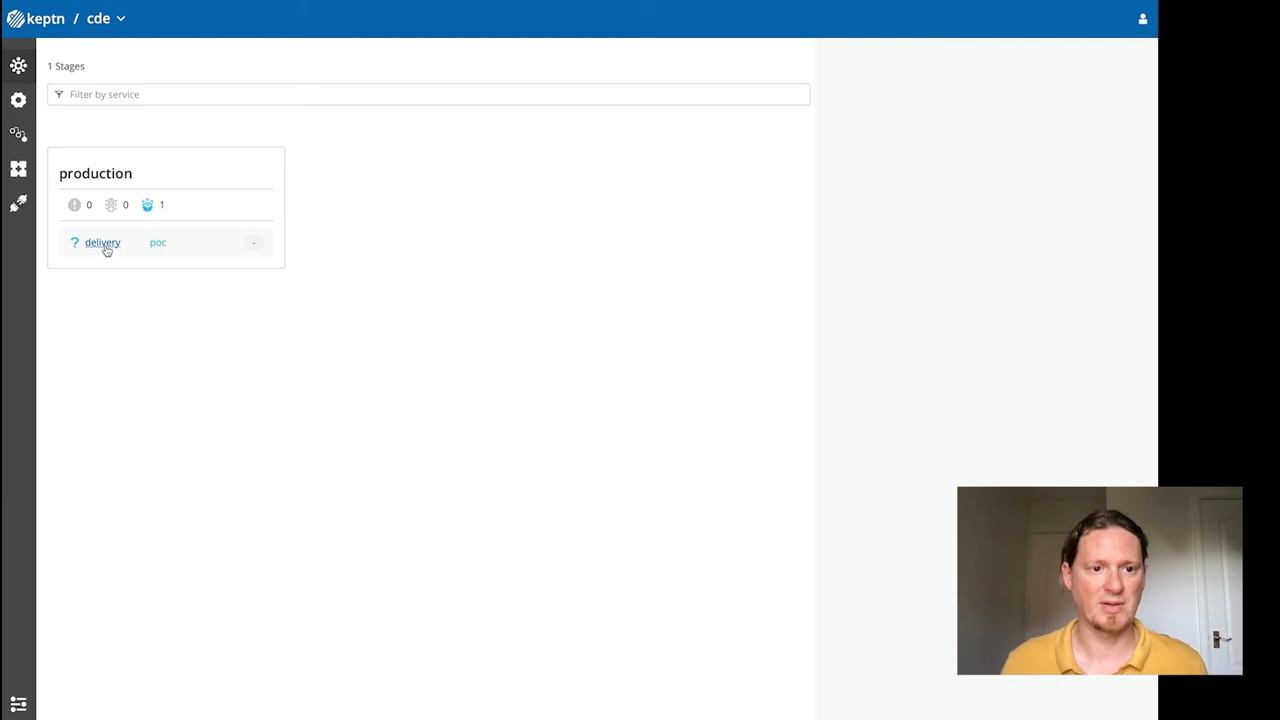 keptn / cde
1 Stages
Filter by service
production
0 0 1
? delivery poc -